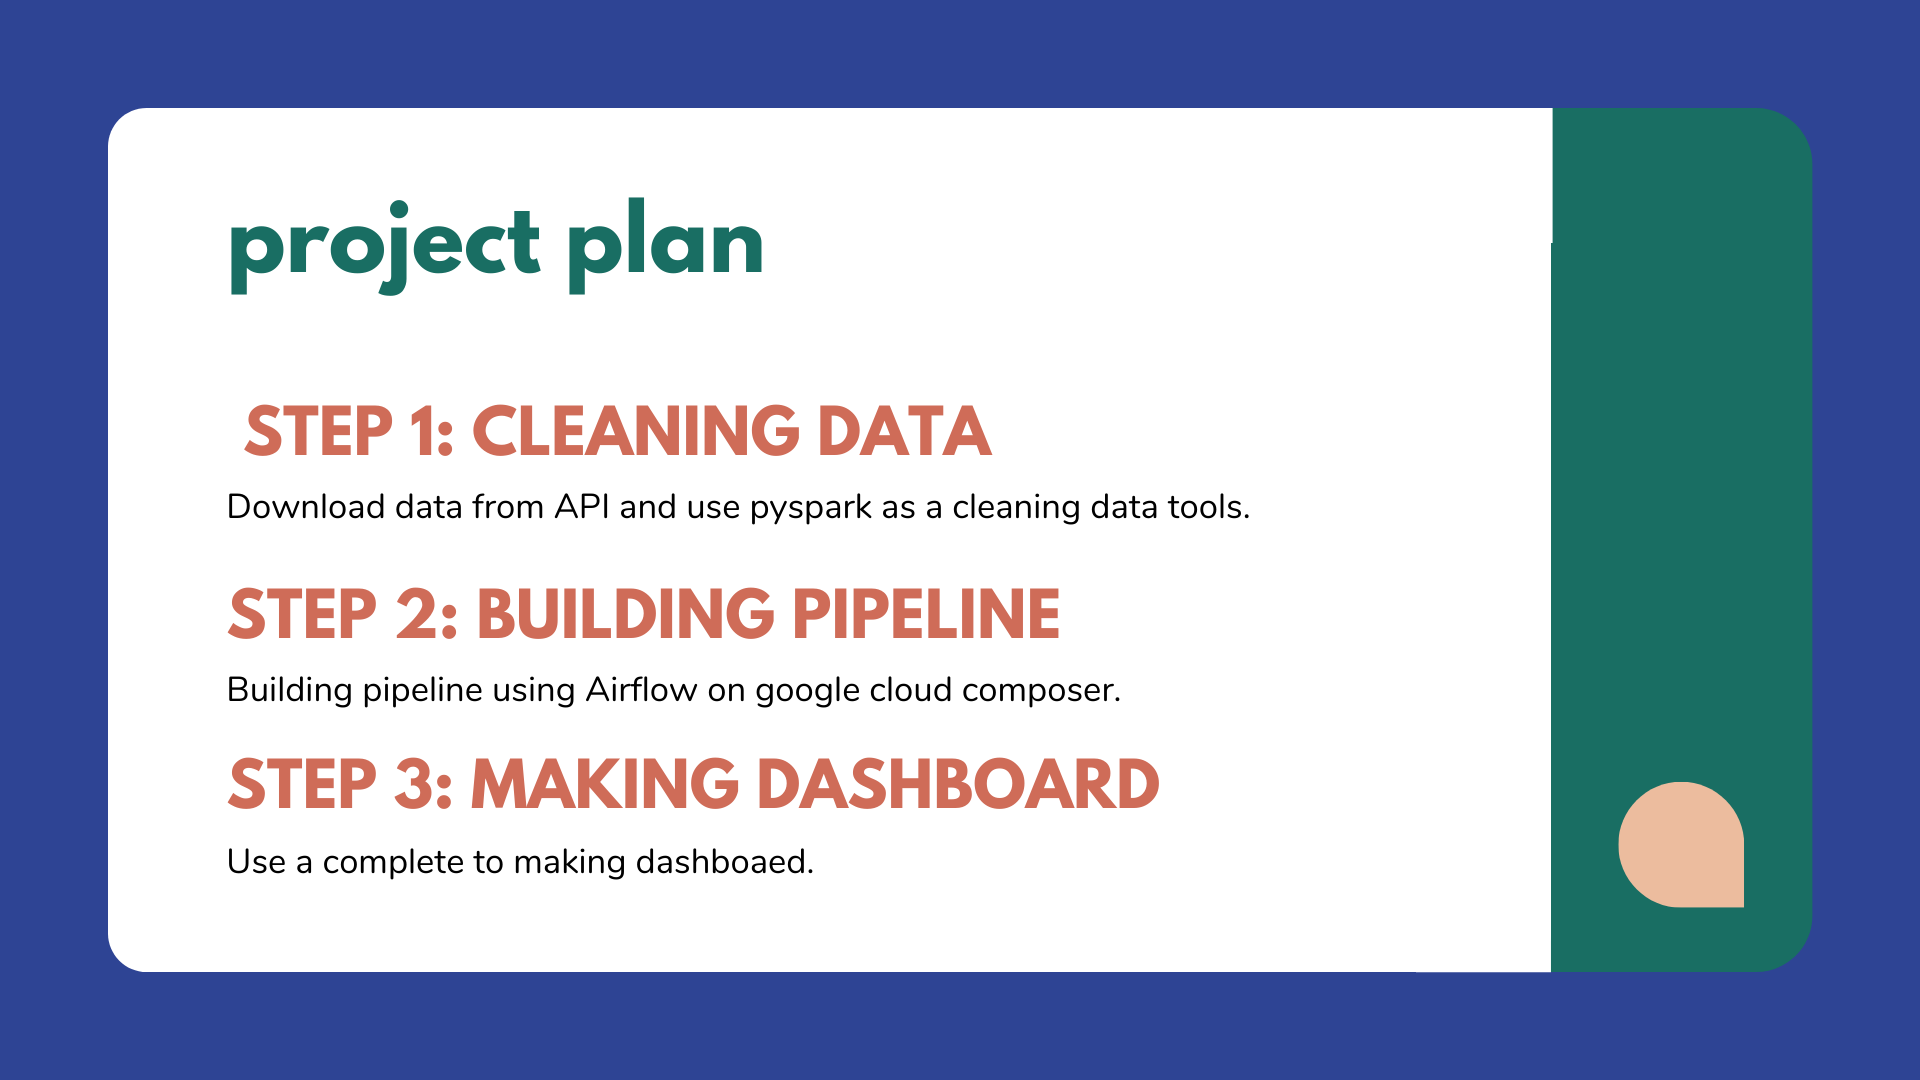 project plan
STEP 1: CLEANING DATA
Download data from API and use pyspark as a cleaning data tools.
STEP 2: BUILDING PIPELINE
Building pipeline using Airflow on google cloud composer.
STEP 3: MAKING DASHBOARD
Use a complete to making dashboaed.